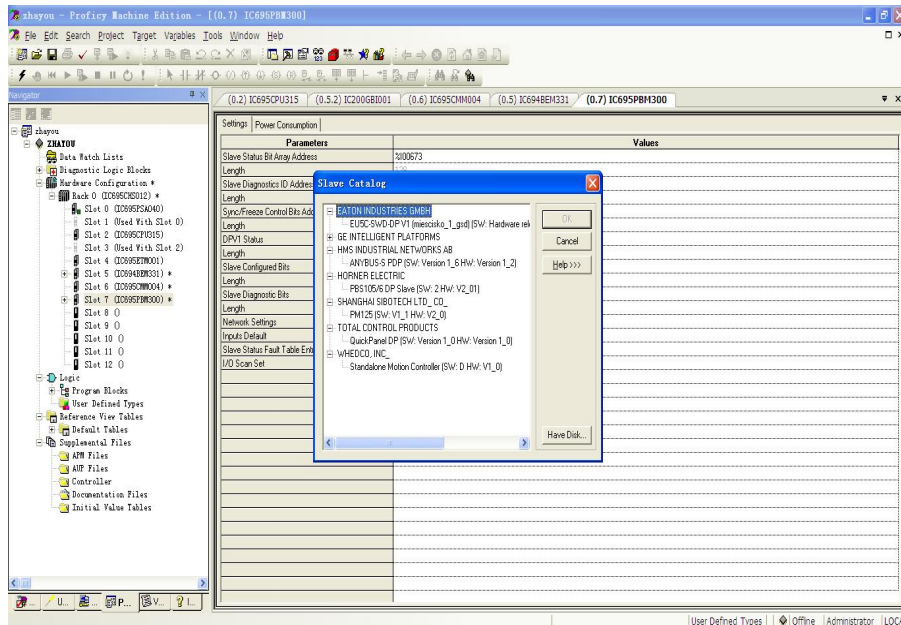 zhayou - Proficy Machine Edition - [(0.7) IC695PBM300]
File Edit Search Project Target Variables Tools Window Help
Navigator
(0.2) IC695CPU315
(0.5.2) IC200GBI001
(0.6) IC695CMM004
(0.5) IC694BEM331
(0.7) IC695PBM300
Settings
Power Consumption
Parameters
Values
Slave Status Bit Array Address
%I00673
Length
Slave Diagnostics ID Address
Length
Sync/Freeze Control Bits Add
Length
DPV1 Status
Length
Slave Configured Bits
Length
Slave Diagnostic Bits
Length
Network Settings
Inputs Default
Slave Status Fault Table Ent
I/O Scan Set
zhayou
ZHAYOU
Data Watch Lists
Diagnostic Logic Blocks
Hardware Configuration *
Rack 0 (IC695CHS012) *
Slot 0 (IC695PSA040)
Slot 1 (Used With Slot 0)
Slot 2 (IC695CPU315)
Slot 3 (Used With Slot 2)
Slot 4 (IC695ETM001)
Slot 5 (IC694BEM331) *
Slot 6 (IC695CMM004) *
Slot 7 (IC695PBM300) *
Slot 8 ()
Slot 9 ()
Slot 10 ()
Slot 11 ()
Slot 12 ()
Logic
Program Blocks
User Defined Types
Reference View Tables
Default Tables
Supplemental Files
APM Files
AUP Files
Controller
Documentation Files
Initial Value Tables
Slave Catalog
EATON INDUSTRIES GMBH
EU5C-SWD-DP V1 (miescisko_1_gsd) (SW: Hardware rele
GE INTELLIGENT PLATFORMS
HMS INDUSTRIAL NETWORKS AB
ANYBUS-S PDP (SW: Version 1_6 HW: Version 1_2)
HORNER ELECTRIC
PBS105/6 DP Slave (SW: 2 HW: V2_01)
SHANGHAI SIBOTECH LTD_ CO_
PM125 (SW: V1_1 HW: V2_0)
TOTAL CONTROL PRODUCTS
QuickPanel DP (SW: Version 1_0 HW: Version 1_0)
WHEDCO, INC_
Standalone Motion Controller (SW: D HW: V1_0)
OK
Cancel
Help >>>
Have Disk...
U...
P...
V...
User Defined Types
Offline
Administrator
LOCA